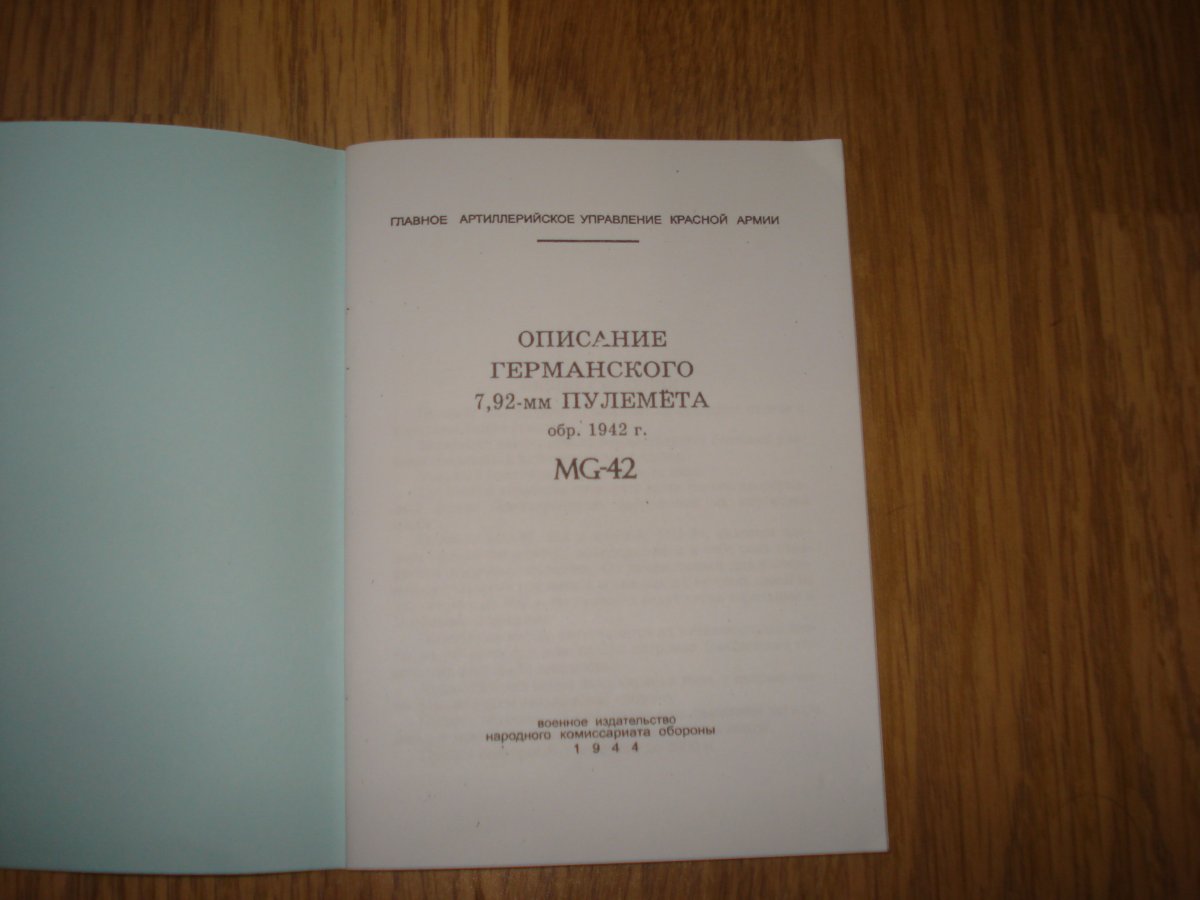 ГЛАВНОЕ АРТИЛЛЕРИЙСКОЕ УПРАВЛЕНИЕ КРАСНОЙ АРМИИ
ОПИСАНИЕ
ГЕРМАНСКОГО
7,92-мм ПУЛЕМЁТА
обр. 1942 г.
MG-42
военное издательство
народного комиссариата обороны
1944